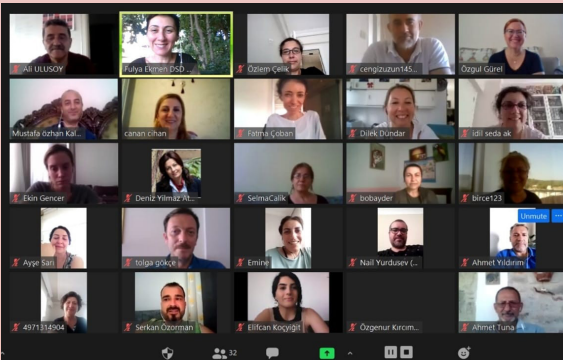 Ali ULUSOY
Fulya Ekmen DSD ...
Özlem Çelik
cengizuzun145...
Özgul Gürel
Mustafa özhan Kal...
canan cihan
Fatma Çoban
Dilek Dündar
idil seda ak
Ekin Gencer
Deniz Yilmaz At...
SelmaCalik
bobayder
birce123
Unmute ...
Ayşe Sarı
tolga gökçe
Emine
Nail Yurdusev (...
Ahmet Yıldırım
4971314904
Serkan Özorman
Elifcan Koçyiğit
Özgenur Kırcım...
Ahmet Tuna
32